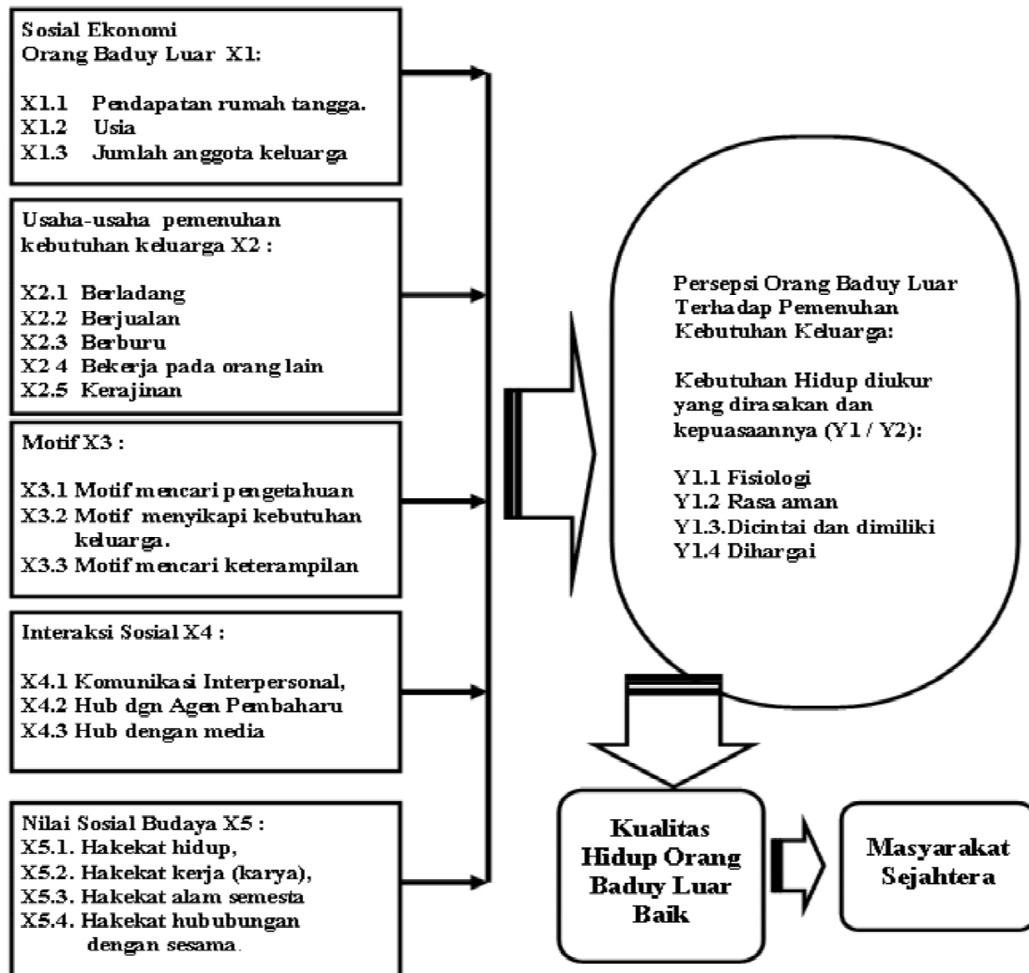 Sosial Ekonomi
Orang Baduy Luar X1:
X1.1 Pendapatan rumah tangga.
X1.2 Usia
X1.3 Jumlah anggota keluarga
Usaha-usaha pemenuhan
kebutuhan keluarga X2 :
X2.1 Berladang
X2.2 Berjualan
X2.3 Berburu
X2 4 Bekerja pada orang lain
X2.5 Kerajinan
Motif X3 :
X3.1 Motif mencari pengetahuan
X3.2 Motif menyikapi kebutuhan
keluarga.
X3.3 Motif mencari keterampilan
Interaksi Sosial X4 :
X4.1 Komunikasi Interpersonal,
X4.2 Hub dgn Agen Pembaharu
X4.3 Hub dengan media
Nilai Sosial Budaya X5 :
X5.1. Hakekat hidup,
X5.2. Hakekat kerja (karya),
X5.3. Hakekat alam semesta
X5.4. Hakekat hububungan
dengan sesama.
Persepsi Orang Baduy Luar
Terhadap Pemenuhan
Kebutuhan Keluarga:
Kebutuhan Hidup diukur
yang dirasakan dan
kepuasaannya (Y1 / Y2):
Y1.1 Fisiologi
Y1.2 Rasa aman
Y1.3.Dicintai dan dimiliki
Y1.4 Dihargai
Kualitas
Hidup Orang
Baduy Luar
Baik
Masyarakat
Sejahtera